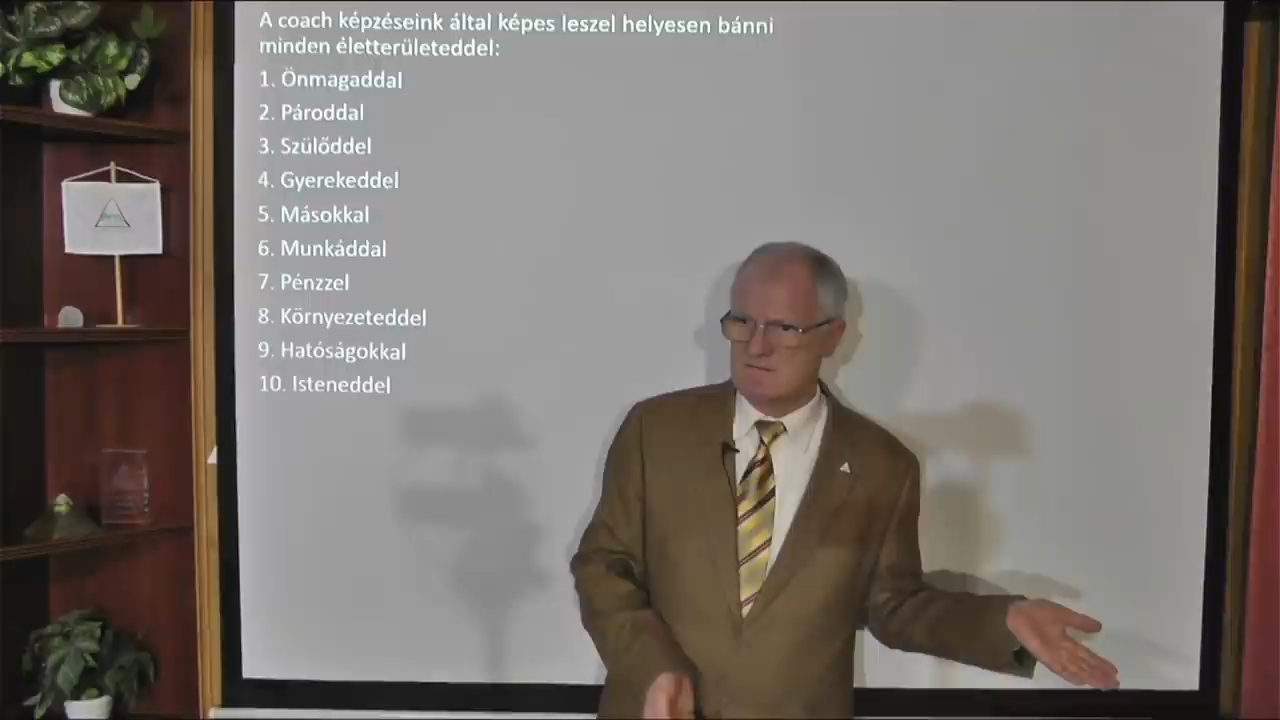 A coach képzéseink által képes leszel helyesen bánni
minden életterületeddel:
1. Önmagaddal
2. Pároddal
3. Szülőddel
4. Gyerekeddel
5. Másokkal
6. Munkáddal
7. Pénzzel
8. Környezeteddel
9. Hatóságokkal
10. Isteneddel